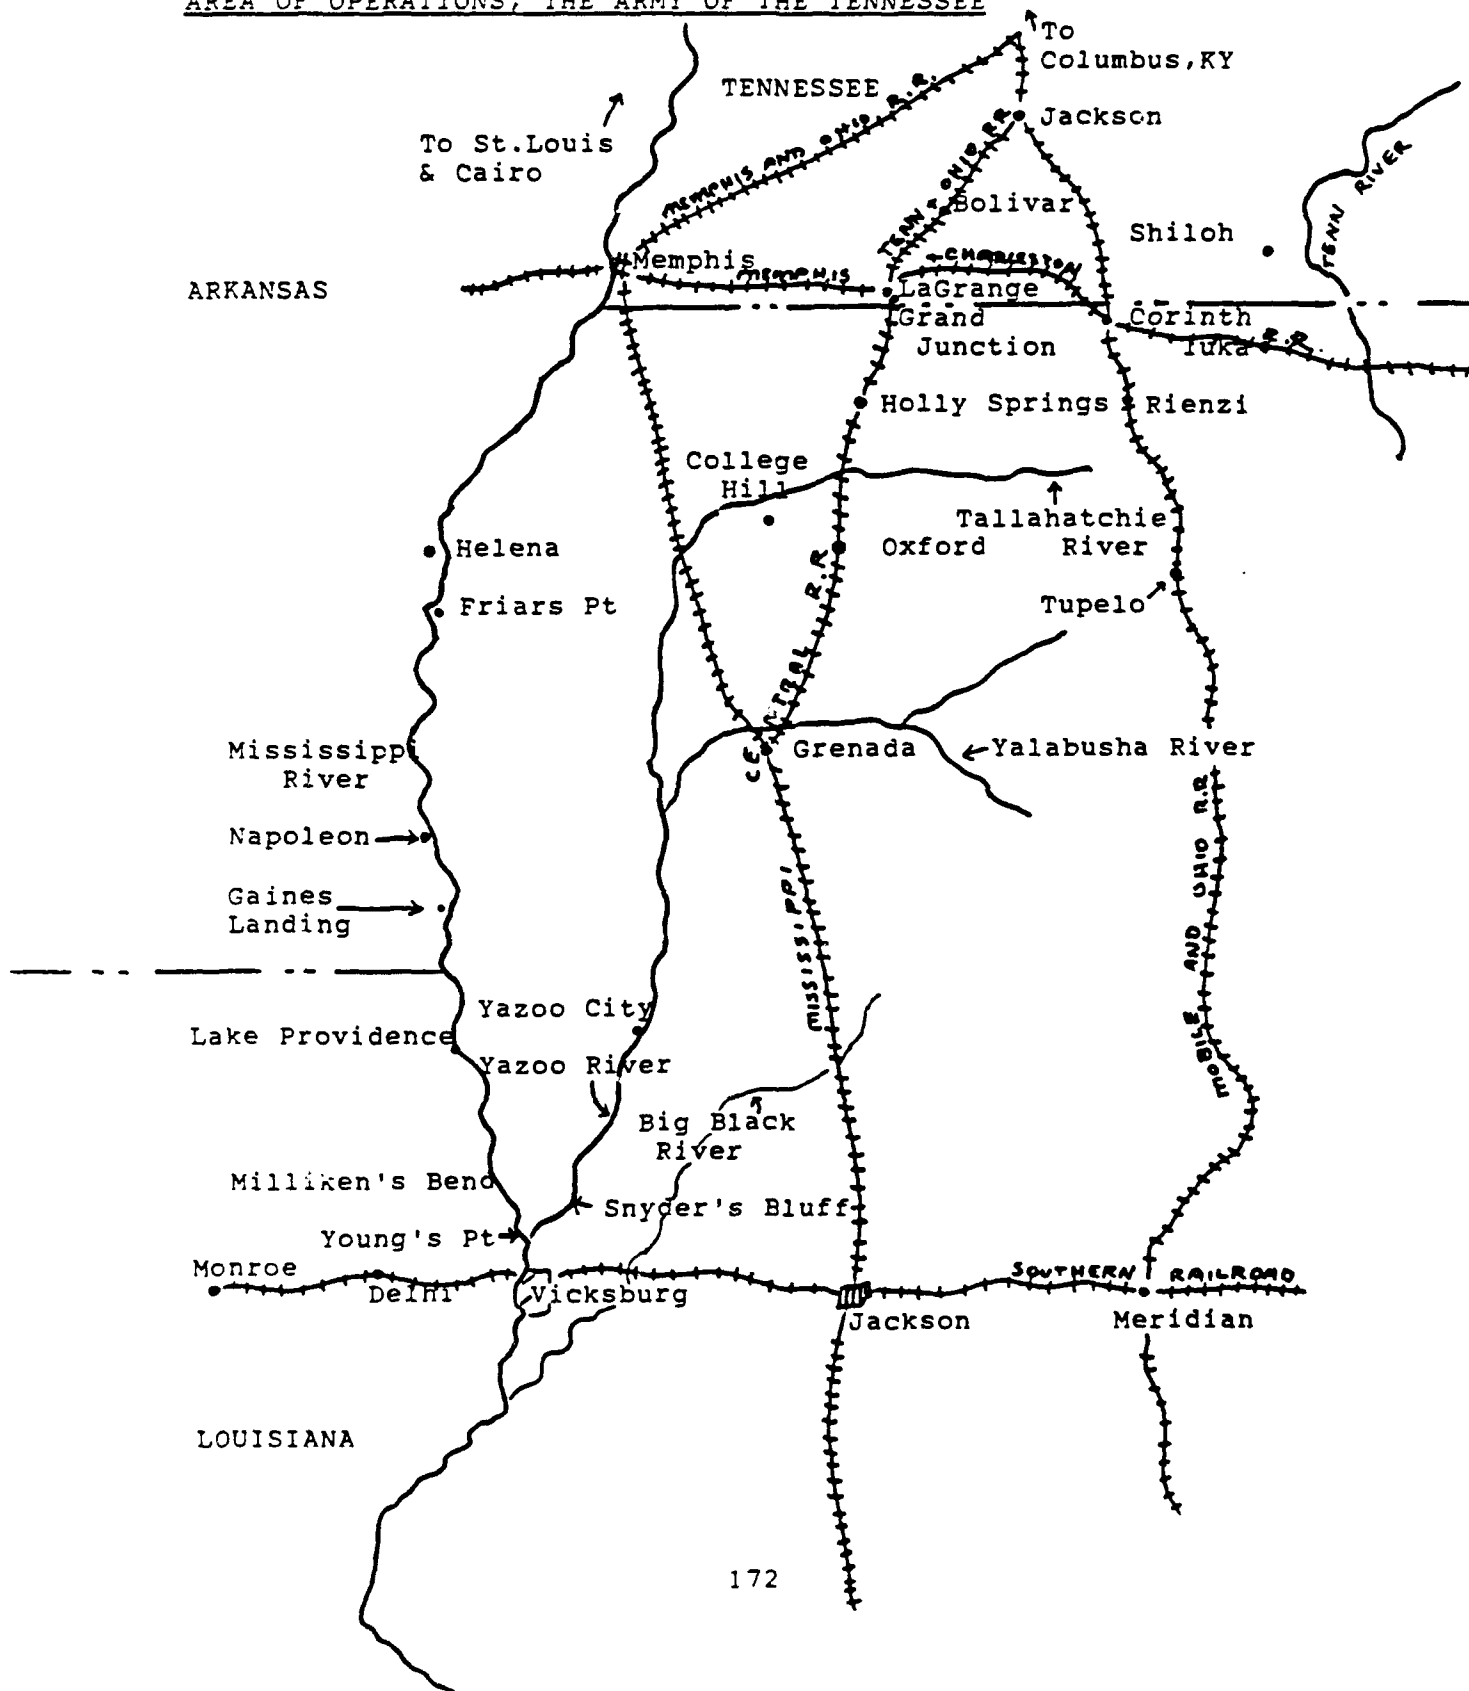 AREA OF OPERATIONS, THE ARMY OF THE TENNESSEE
To
Columbus,KY
TENNESSEE
MEMPHIS AND OHIO R.R.
Jackson
To St.Louis
& Cairo
TENN & OHIO RR
Bolivar
TENN RIVER
Shiloh
Memphis
MEMPHIS
+ CHARLESTON
R.R.
ARKANSAS
LaGrange
Grand
Junction
Corinth
Iuka
Holly Springs
Rienzi
College
Hill
Tallahatchie
River
Helena
Oxford
Friars Pt
Tupelo
CENTRAL R.R
Mississippi
River
Grenada
Yalabusha River
Napoleon
MISSISSIPPI
MOBILE AND OHIO R.R
Gaines
Landing
Yazoo City
Lake Providence
Yazoo River
Big Black
River
Milliken's Bend
Snyder's Bluff
Young's Pt
Monroe
Delhi
Vicksburg
SOUTHERN RAILROAD
Jackson
Meridian
LOUISIANA
172